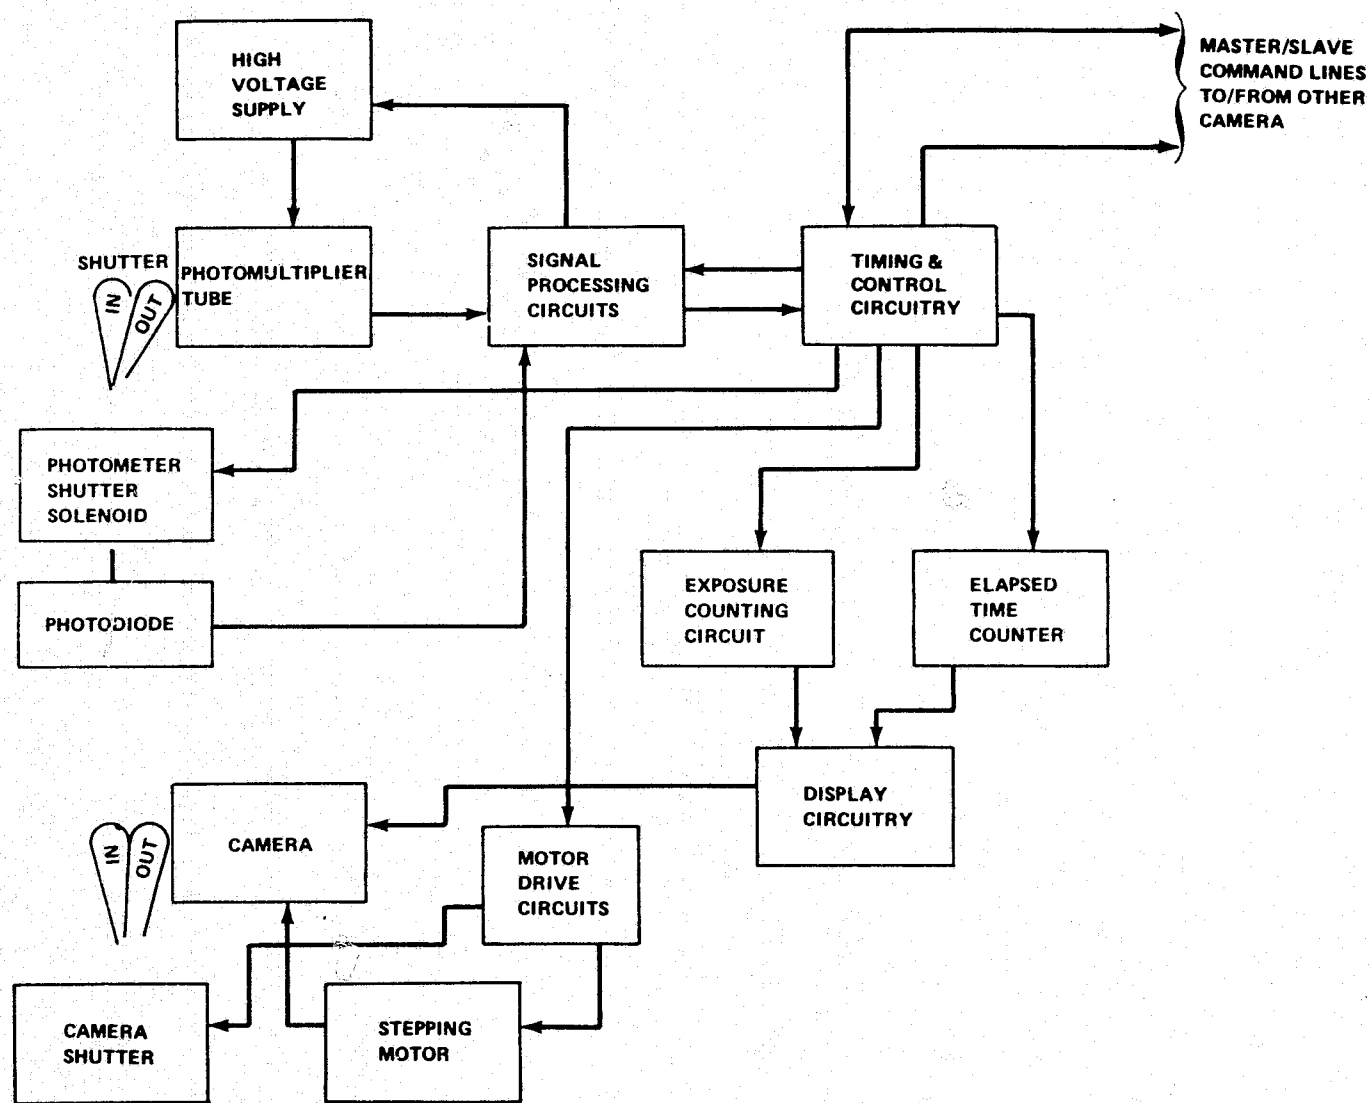 HIGH
VOLTAGE
SUPPLY
MASTER/SLAVE
COMMAND LINES
TO/FROM OTHER
CAMERA
SHUTTER
IN
OUT
PHOTOMULTIPLIER
TUBE
SIGNAL
PROCESSING
CIRCUITS
TIMING &
CONTROL
CIRCUITRY
PHOTOMETER
SHUTTER
SOLENOID
PHOTODIODE
EXPOSURE
COUNTING
CIRCUIT
ELAPSED
TIME
COUNTER
DISPLAY
CIRCUITRY
IN
OUT
CAMERA
MOTOR
DRIVE
CIRCUITS
CAMERA
SHUTTER
STEPPING
MOTOR